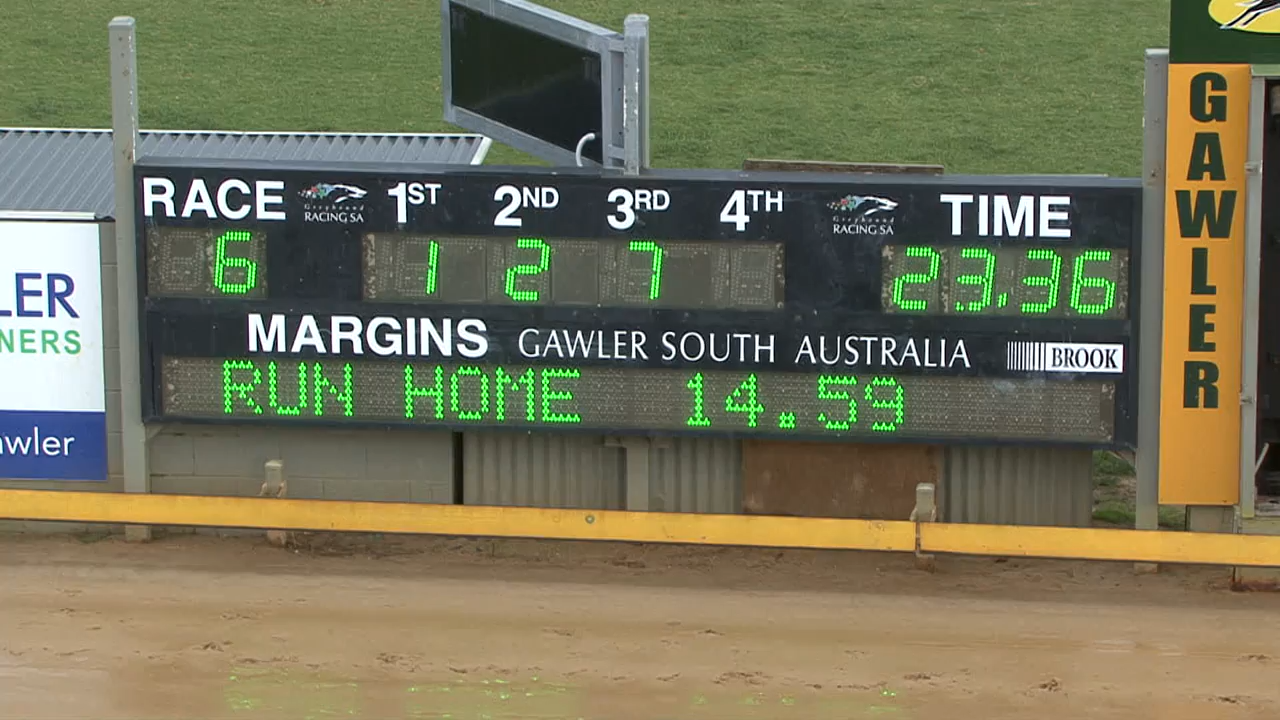 RACE 1ST 2ND 3RD 4TH TIME
Greyhound RACING SA
Greyhound RACING SA
6 1 2 7 23.36
MARGINS GAWLER SOUTH AUSTRALIA BROOK
RUN HOME 14.59
GAWLER
LER
NERS
awler